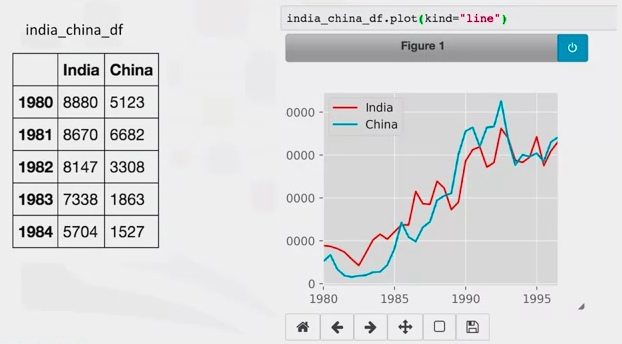 india_china_df
India China
1980 8880 5123
1981 8670 6682
1982 8147 3308
1983 7338 1863
1984 5704 1527
india_china_df.plot(kind="line")
Figure 1
India
China
0000
0000
0000
0000
0
1980 1985 1990 1995